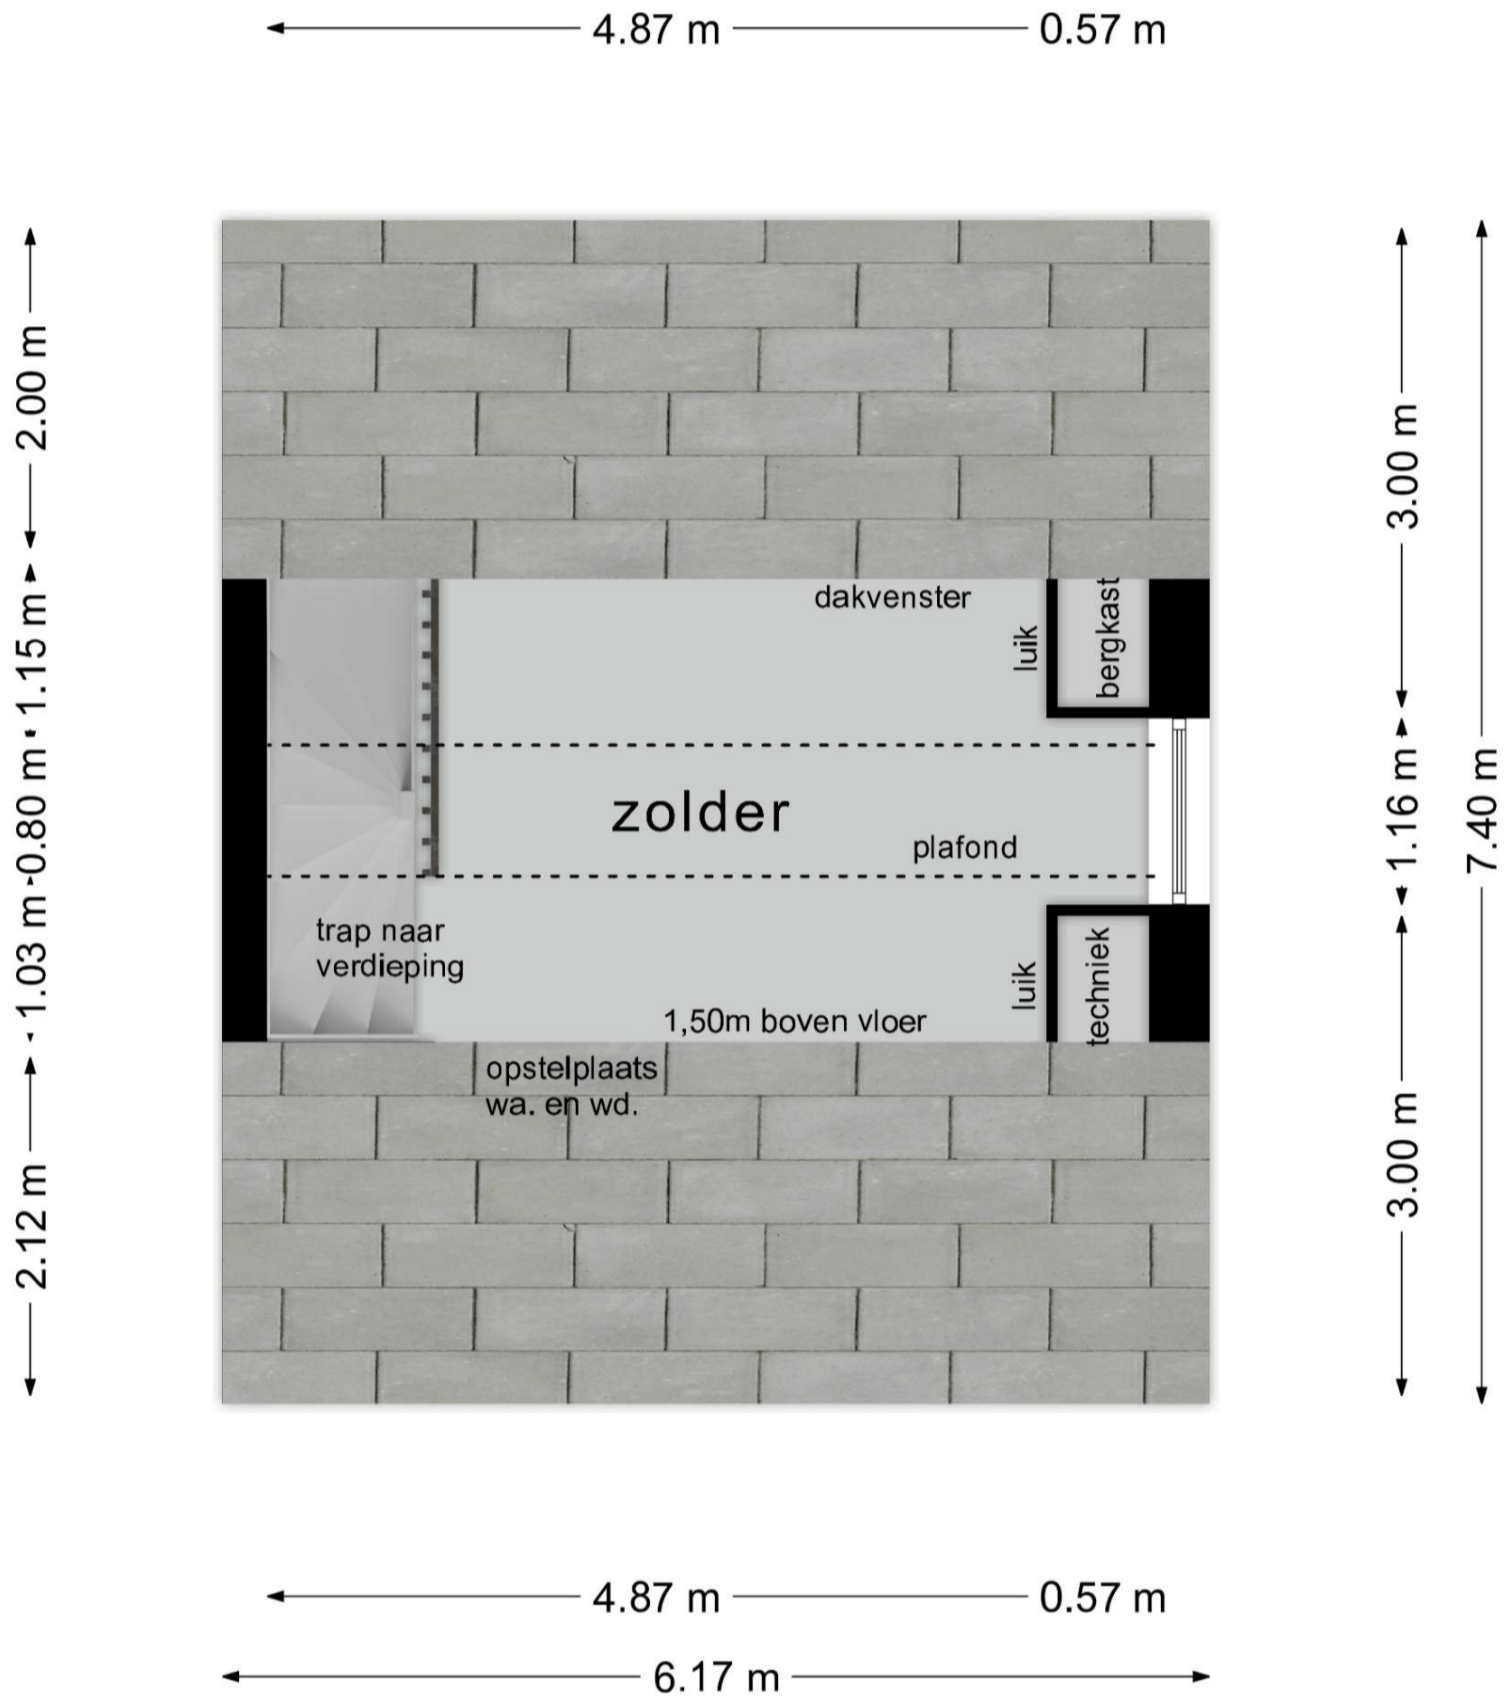 4.87 m
0.57 m
2.00 m
1.15 m
0.80 m
1.03 m
2.12 m
dakvenster
luik
bergkast
zolder
plafond
trap naar
verdieping
luik
techniek
1,50m boven vloer
opstelplaats
wa. en wd.
3.00 m
1.16 m
3.00 m
7.40 m
4.87 m
0.57 m
6.17 m